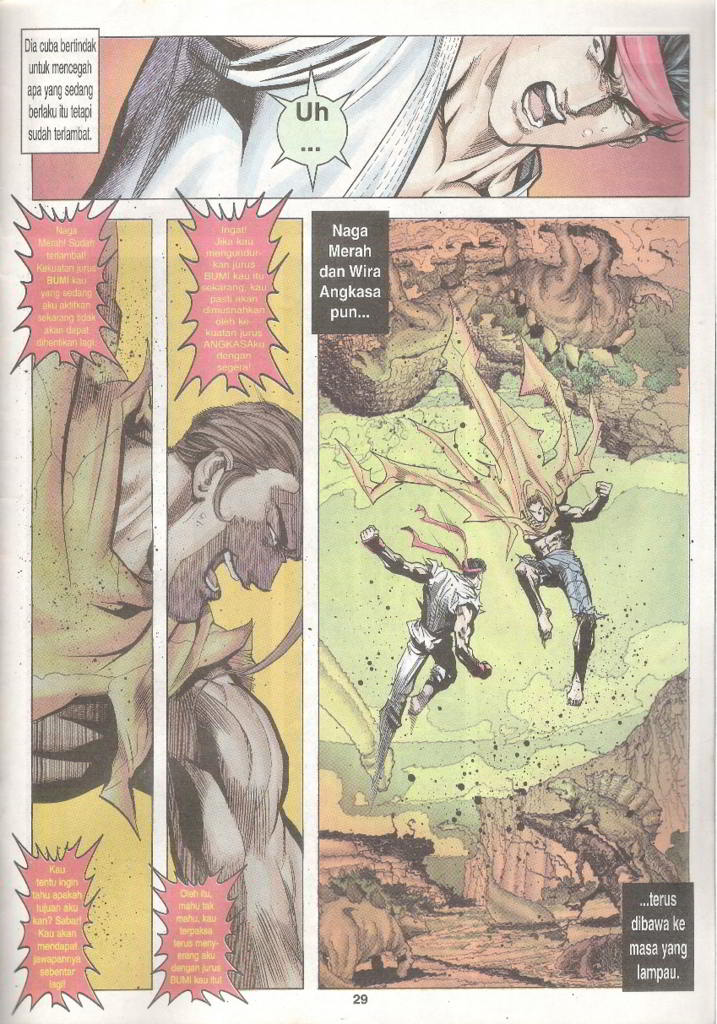 Dia cuba bertindak
untuk mencegah
apa yang sedang
berlaku itu tetapi
sudah terlambat.
Uh
...
Naga
Merah! Sudah
terlambat!
Kekuatan jurus
BUMI kau
yang sedang
aku aktifkan
sekarang tidak
akan dapat
dihentikan lagi.
Ingat!
Jika kau
mengundur-
kan jurus
BUMI kau itu
sekarang, kau
pasti akan
dimusnahkan
oleh ke-
kuatan jurus
ANGKASAku
dengan
segera!
Kau
tentu ingin
tahu apakah
tujuan aku
kan? Sabar!
Kau akan
mendapat
jawapannya
sebentar
lagi!
Oleh itu,
mahu tak
mahu, kau
terpaksa
terus meny-
erang aku
dengan jurus
BUMI kau itu!
Naga
Merah
dan Wira
Angkasa
pun...
...terus
dibawa ke
masa yang
lampau.
29